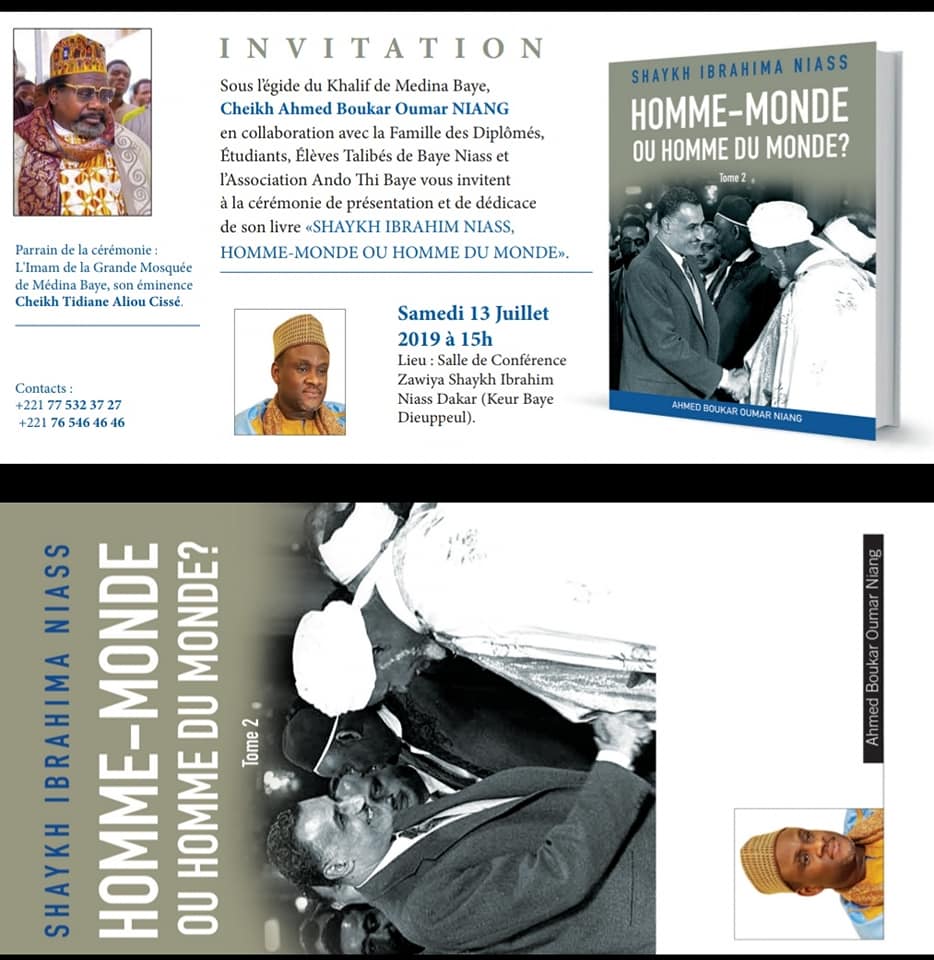 INVITATION
Sous l'égide du Khalif de Medina Baye,
Cheikh Ahmed Boukar Oumar NIANG
en collaboration avec la Famille des Diplômés,
Étudiants, Élèves Talibés de Baye Niass et
l'Association Ando Thi Baye vous invitent
à la cérémonie de présentation et de dédicace
de son livre «SHAYKH IBRAHIM NIASS,
HOMME-MONDE OU HOMME DU MONDE».
Parrain de la cérémonie :
L'Imam de la Grande Mosquée
de Médina Baye, son éminence
Cheikh Tidiane Aliou Cissé.
Contacts :
+221 77 532 37 27
+221 76 546 46 46
Samedi 13 Juillet
2019 à 15h
Lieu : Salle de Conférence
Zawiya Shaykh Ibrahim
Niass Dakar (Keur Baye
Dieuppeul).
SHAYKH IBRAHIMA NIASS
HOMME-MONDE
OU HOMME DU MONDE?
Tome 2
AHMED BOUKAR OUMAR NIANG
SHAYKH IBRAHIMA NIASS
HOMME-MONDE
OU HOMME DU MONDE?
Tome 2
Ahmed Boukar Oumar Niang